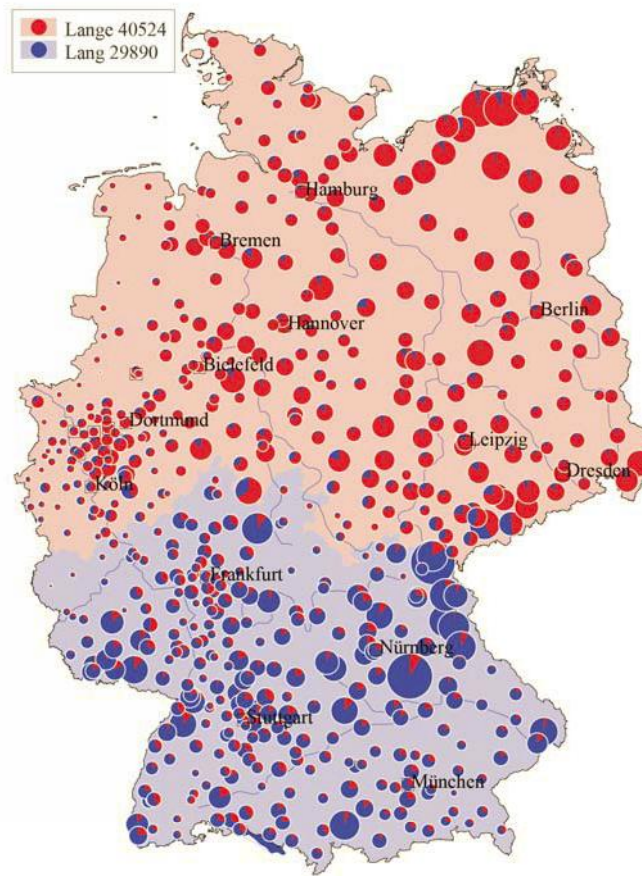 Lange 40524
Lang 29890
Hamburg
Bremen
Berlin
Hannover
Bielefeld
Dortmund
Leipzig
Dresden
Köln
Frankfurt
Nürnberg
Stuttgart
München